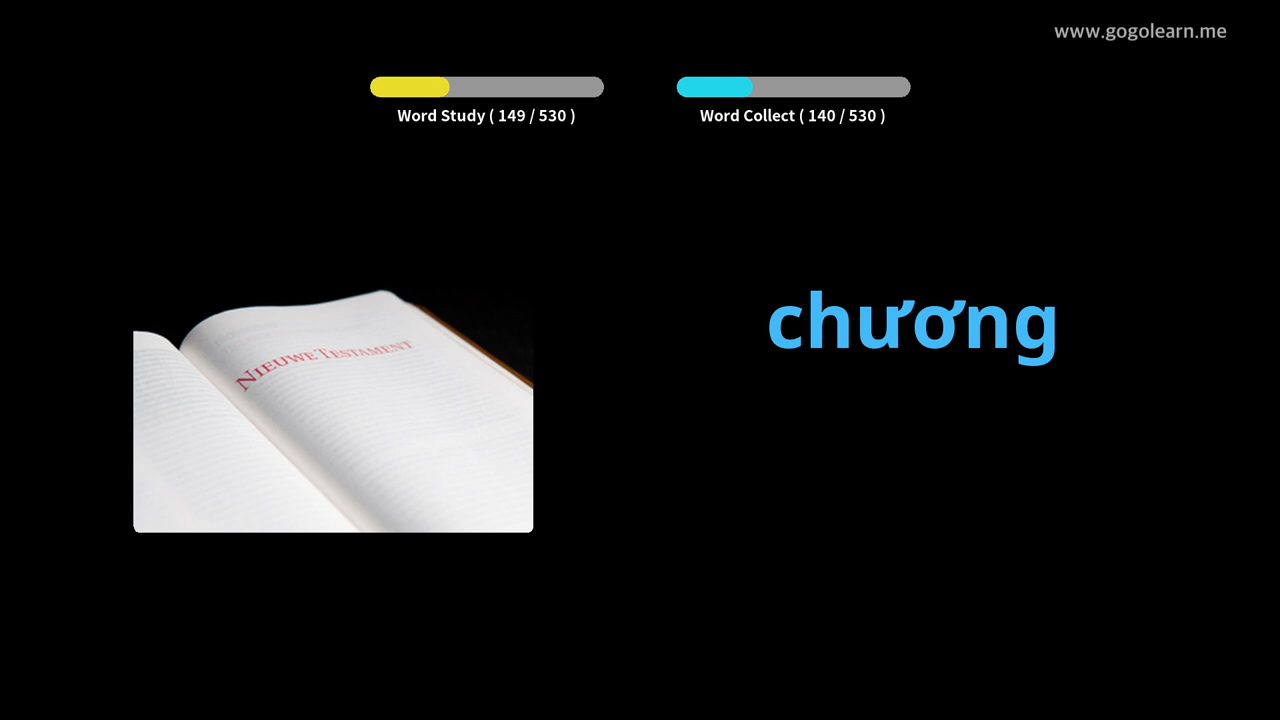 www.gogolearn.me
Word Study ( 149 / 530 )
Word Collect ( 140 / 530 )
NIEUWE TESTAMENT
chương